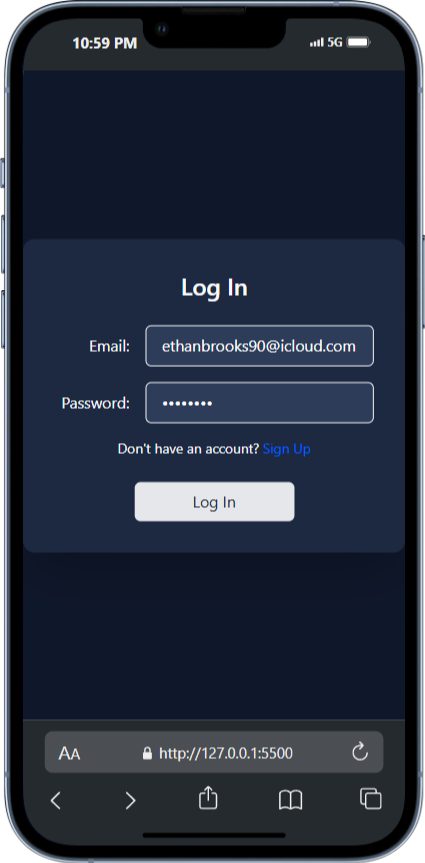 10:59 PM 5G
Log In
Email: ethanbrooks90@icloud.com
Password: ••••••••
Don't have an account? Sign Up
Log In
AA http://127.0.0.1:5500